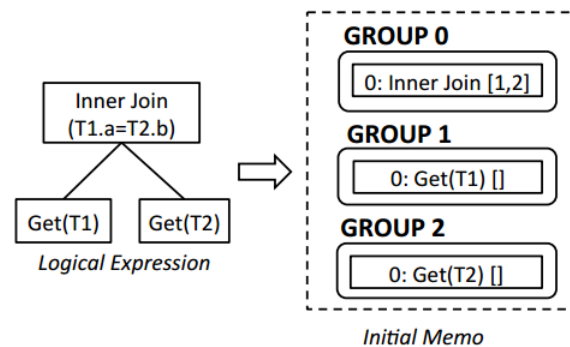 Inner Join
(T1.a=T2.b)
Get(T1)
Get(T2)
Logical Expression
GROUP 0
0: Inner Join [1,2]
GROUP 1
0: Get(T1) []
GROUP 2
0: Get(T2) []
Initial Memo